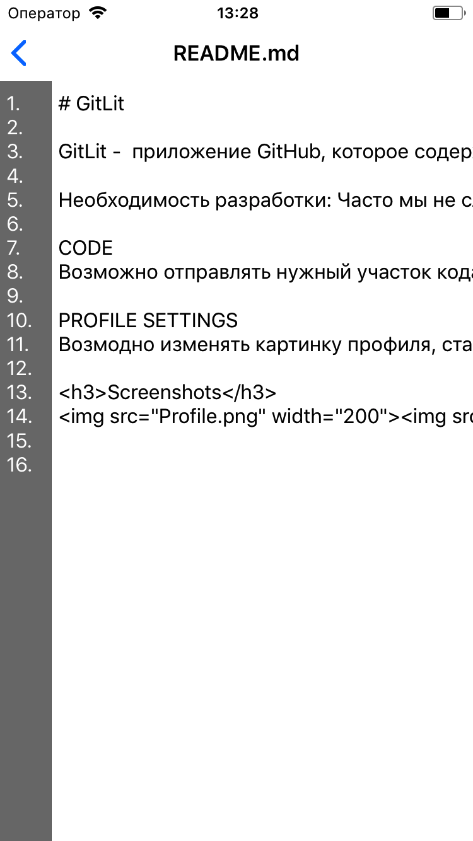 Оператор 13:28
README.md
1. # GitLit
2.
3. GitLit - приложение GitHub, которое содер
4.
5. Необходимость разработки: Часто мы не
6.
7. CODE
8. Возможно отправлять нужный участок кода
9.
10. PROFILE SETTINGS
11. Возмодно изменять картинку профиля, ста
12.
13. <h3>Screenshots</h3>
14. <img src="Profile.png" width="200"><img src
15.
16.